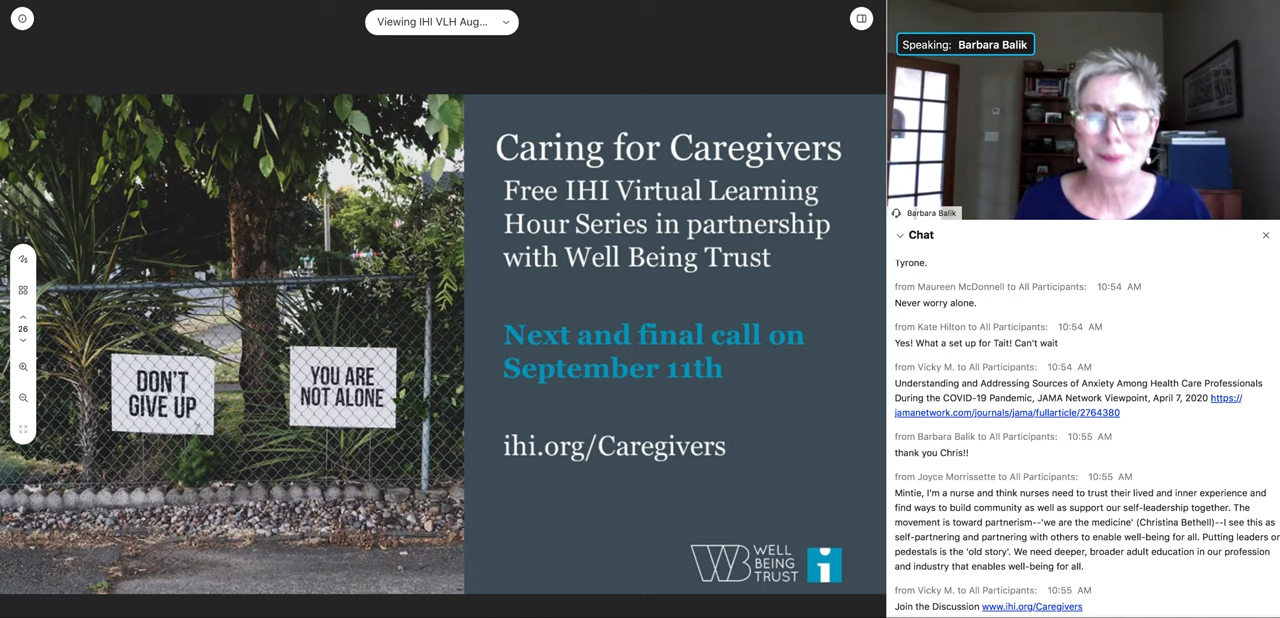 Viewing IHI VLH Aug...
26
DON'T
GIVE UP
YOU ARE
NOT ALONE
Caring for Caregivers
Free IHI Virtual Learning
Hour Series in partnership
with Well Being Trust
Next and final call on
September 11th
ihi.org/Caregivers
WB
WELL
BEING
TRUST
i
Speaking: Barbara Balik
Barbara Balik
Chat
Tyrone.
from Maureen McDonnell to All Participants: 10:54 AM
Never worry alone.
from Kate Hilton to All Participants: 10:54 AM
Yes! What a set up for Tait! Can't wait
from Vicky M. to All Participants: 10:54 AM
Understanding and Addressing Sources of Anxiety Among Health Care Professionals
During the COVID-19 Pandemic, JAMA Network Viewpoint, April 7, 2020 https://
jamanetwork.com/journals/jama/fullarticle/2764380
from Barbara Balik to All Participants: 10:55 AM
thank you Chris!!
from Joyce Morrissette to All Participants: 10:55 AM
Mintie, I'm a nurse and think nurses need to trust their lived and inner experience and
find ways to build community as well as support our self-leadership together. The
movement is toward partnerism--'we are the medicine' (Christina Bethell)--I see this as
self-partnering and partnering with others to enable well-being for all. Putting leaders or
pedestals is the 'old story'. We need deeper, broader adult education in our profession
and industry that enables well-being for all.
from Vicky M. to All Participants: 10:55 AM
Join the Discussion www.ihi.org/Caregivers